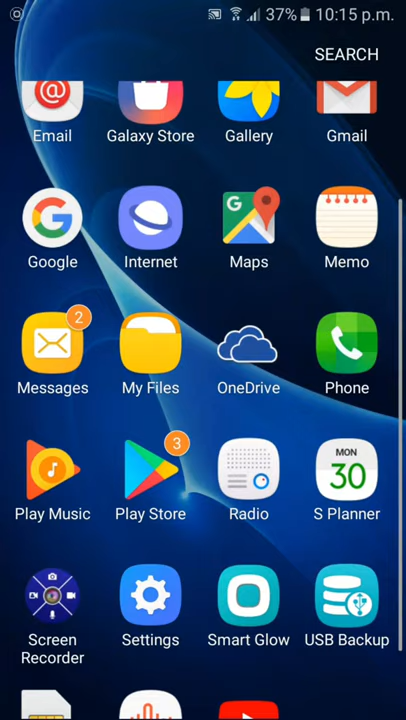 37% 10:15 p.m.
SEARCH
@
Email Galaxy Store Gallery Gmail
G G
Google Internet Maps Memo
2
Messages My Files OneDrive Phone
3
MON
30
Play Music Play Store Radio S Planner
Screen Recorder Settings Smart Glow USB Backup